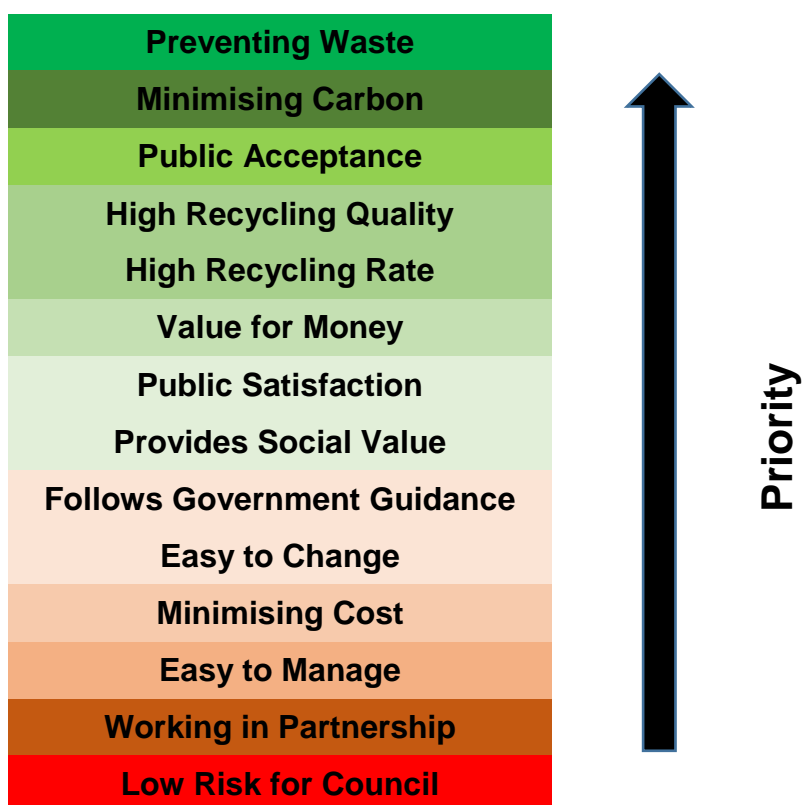 Preventing Waste
Minimising Carbon
Public Acceptance
High Recycling Quality
High Recycling Rate
Value for Money
Public Satisfaction
Provides Social Value
Follows Government Guidance
Easy to Change
Minimising Cost
Easy to Manage
Working in Partnership
Low Risk for Council
Priority